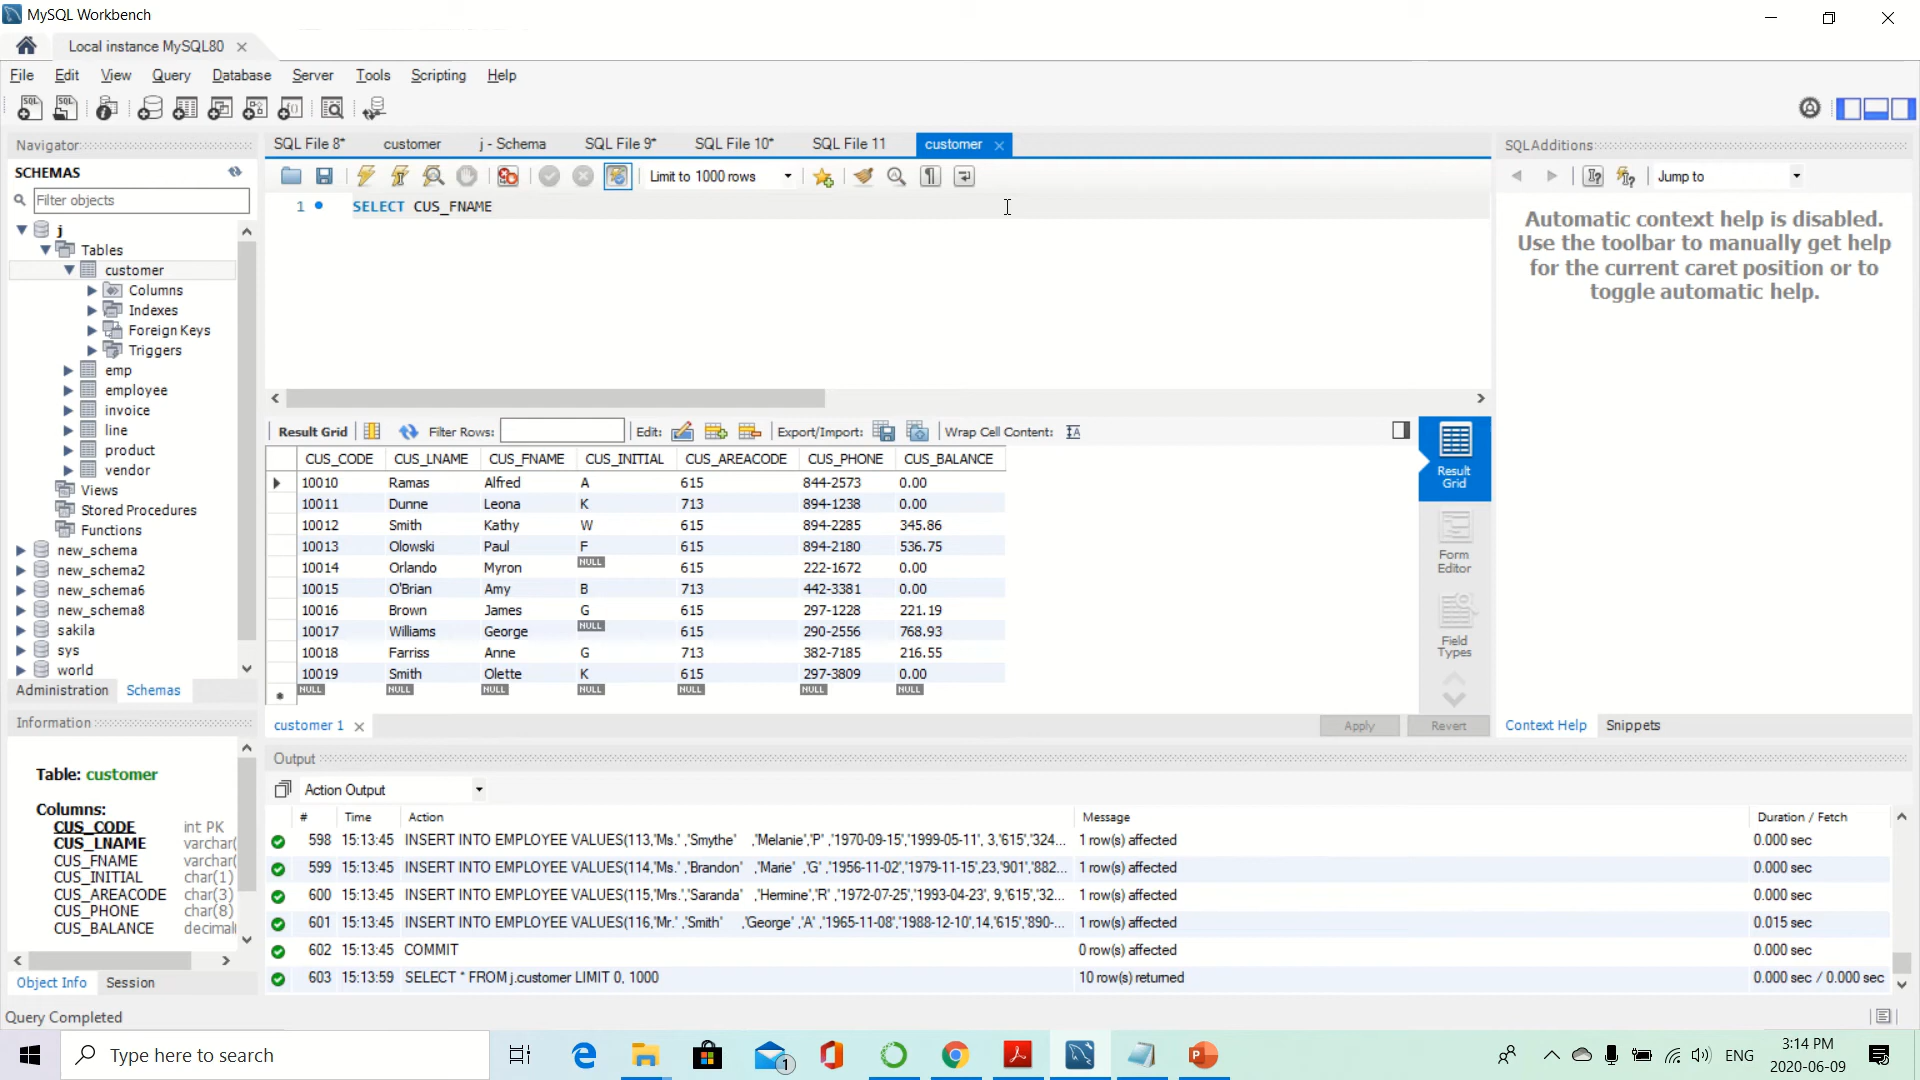 MySQL Workbench
Local instance MySQL80
File Edit View Query Database Server Tools Scripting Help
Navigator
SCHEMAS
Filter objects
j
Tables
customer
Columns
Indexes
Foreign Keys
Triggers
emp
employee
invoice
line
product
vendor
Views
Stored Procedures
Functions
new_schema
new_schema2
new_schema6
new_schema8
sakila
sys
world
Administration Schemas
Information
Table: customer
Columns:
CUS_CODE int PK
CUS_LNAME varchar(
CUS_FNAME varchar(
CUS_INITIAL char(1)
CUS_AREACODE char(3)
CUS_PHONE char(8)
CUS_BALANCE decimal(
Object Info Session
Query Completed
SQL File 8* customer j - Schema SQL File 9* SQL File 10* SQL File 11 customer
Limit to 1000 rows
1 SELECT CUS_FNAME
Result Grid Filter Rows: Edit: Export/Import: Wrap Cell Content: IA
CUS_CODE CUS_LNAME CUS_FNAME CUS_INITIAL CUS_AREACODE CUS_PHONE CUS_BALANCE
10010 Ramas Alfred A 615 844-2573 0.00
10011 Dunne Leona K 713 894-1238 0.00
10012 Smith Kathy W 615 894-2285 345.86
10013 Olowski Paul F 615 894-2180 536.75
10014 Orlando Myron NULL 615 222-1672 0.00
10015 O'Brian Amy B 713 442-3381 0.00
10016 Brown James G 615 297-1228 221.19
10017 Williams George NULL 615 290-2556 768.93
10018 Farriss Anne G 713 382-7185 216.55
10019 Smith Olette K 615 297-3809 0.00
NULL NULL NULL NULL NULL NULL NULL
Result Grid
Form Editor
Field Types
customer 1
Apply Revert
SQLAdditions
Jump to
Automatic context help is disabled.
Use the toolbar to manually get help
for the current caret position or to
toggle automatic help.
Context Help Snippets
Output
Action Output
# Time Action Message Duration / Fetch
598 15:13:45 INSERT INTO EMPLOYEE VALUES(113,'Ms.' ,'Smythe' ,'Melanie','P' ,'1970-09-15','1999-05-11', 3,'615','324... 1 row(s) affected 0.000 sec
599 15:13:45 INSERT INTO EMPLOYEE VALUES(114,'Ms.' ,'Brandon' ,'Marie' ,'G' ,'1956-11-02','1979-11-15',23,'901','882... 1 row(s) affected 0.000 sec
600 15:13:45 INSERT INTO EMPLOYEE VALUES(115,'Mrs.','Saranda' ,'Hermine','R' ,'1972-07-25','1993-04-23', 9,'615','32... 1 row(s) affected 0.000 sec
601 15:13:45 INSERT INTO EMPLOYEE VALUES(116,'Mr.' ,'Smith' ,'George' ,'A' ,'1965-11-08','1988-12-10',14,'615','890-... 1 row(s) affected 0.015 sec
602 15:13:45 COMMIT 0 row(s) affected 0.000 sec
603 15:13:59 SELECT * FROM j.customer LIMIT 0, 1000 10 row(s) returned 0.000 sec / 0.000 sec
Type here to search
1
ENG
3:14 PM
2020-06-09